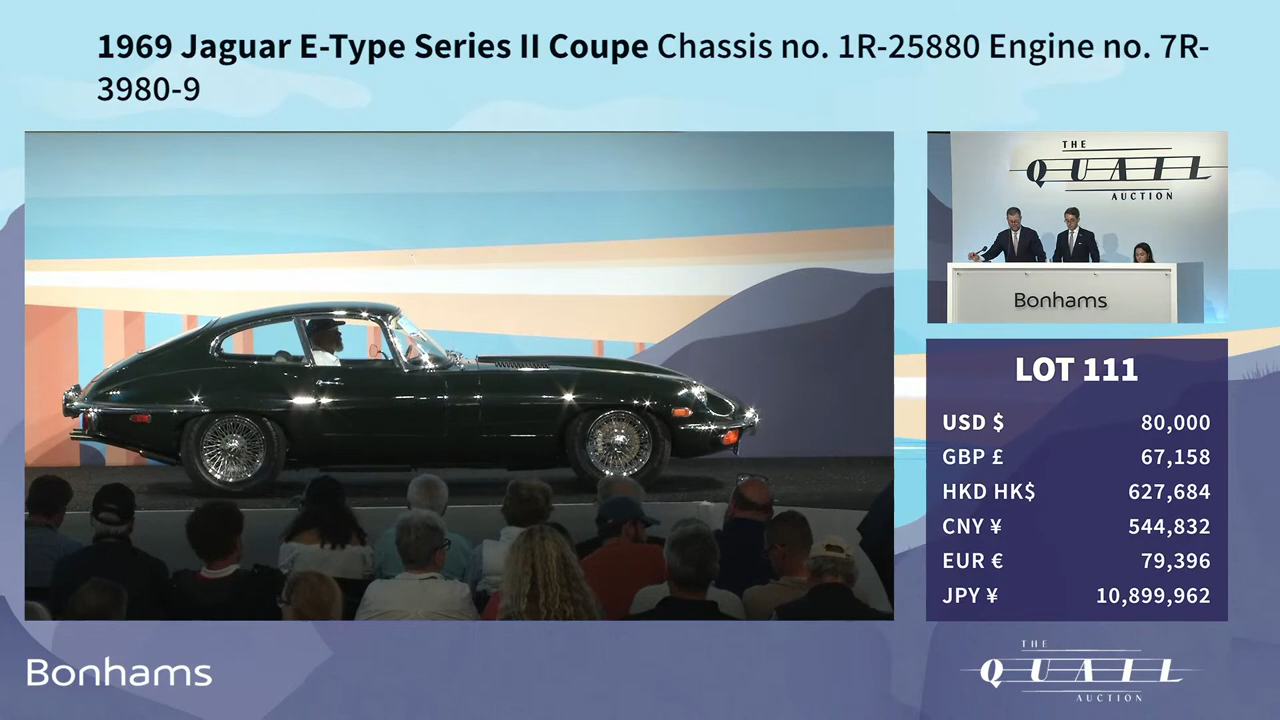 1969 Jaguar E-Type Series II Coupe Chassis no. 1R-25880 Engine no. 7R-
3980-9
THE
QUAIL
AUCTION
Bonhams
LOT 111
USD $ 80,000
GBP £ 67,158
HKD HK$ 627,684
CNY ¥ 544,832
EUR € 79,396
JPY ¥ 10,899,962
Bonhams
THE
QUAIL
AUCTION